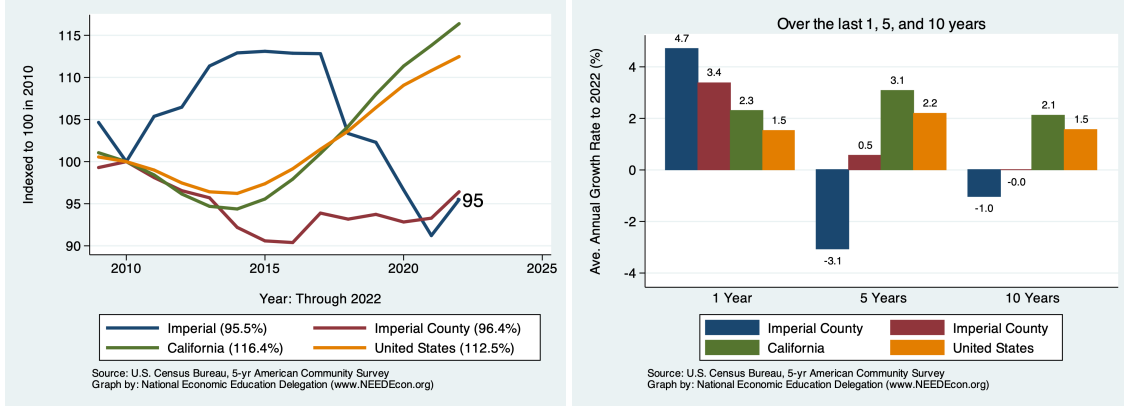 Indexed to 100 in 2010
115
110
105
100
95
90
95
2010
2015
2020
2025
Year: Through 2022
Imperial (95.5%)
Imperial County (96.4%)
California (116.4%)
United States (112.5%)
Source: U.S. Census Bureau, 5-yr American Community Survey
Graph by: National Economic Education Delegation (www.NEEDEcon.org)
Over the last 1, 5, and 10 years
Ave. Annual Growth Rate to 2022 (%)
4
2
0
-2
-4
4.7
3.4
2.3
1.5
-3.1
0.5
3.1
2.2
-1.0
-0.0
2.1
1.5
1 Year
5 Years
10 Years
Imperial County
Imperial County
California
United States
Source: U.S. Census Bureau, 5-yr American Community Survey
Graph by: National Economic Education Delegation (www.NEEDEcon.org)